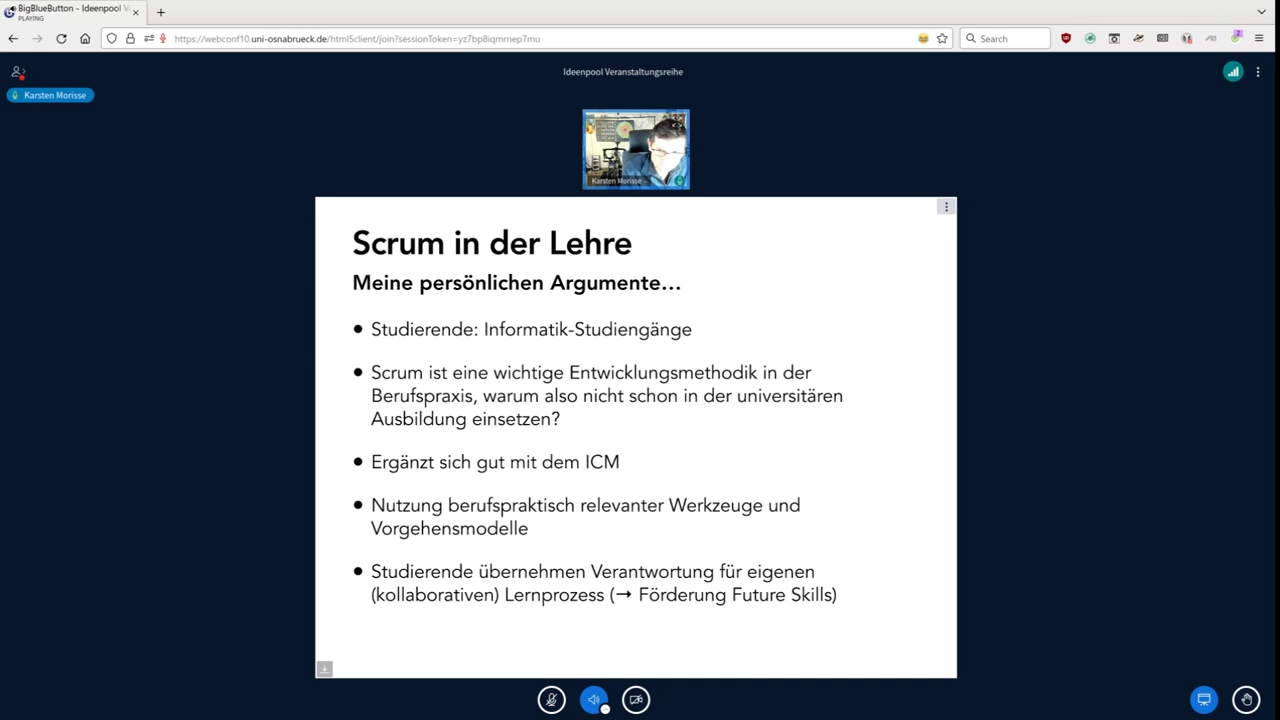 BigBlueButton - Ideenpool V
PLAYING
https://webconf10.uni-osnabrueck.de/html5client/join?sessionToken=yz7bp8iqmrnep7mu
Search
2
Ideenpool Veranstaltungsreihe
Karsten Morisse
Karsten Morisse
Scrum in der Lehre
Meine persönlichen Argumente…
● Studierende: Informatik-Studiengänge
● Scrum ist eine wichtige Entwicklungsmethodik in der
Berufspraxis, warum also nicht schon in der universitären
Ausbildung einsetzen?
● Ergänzt sich gut mit dem ICM
● Nutzung berufspraktisch relevanter Werkzeuge und
Vorgehensmodelle
● Studierende übernehmen Verantwortung für eigenen
(kollaborativen) Lernprozess (→ Förderung Future Skills)